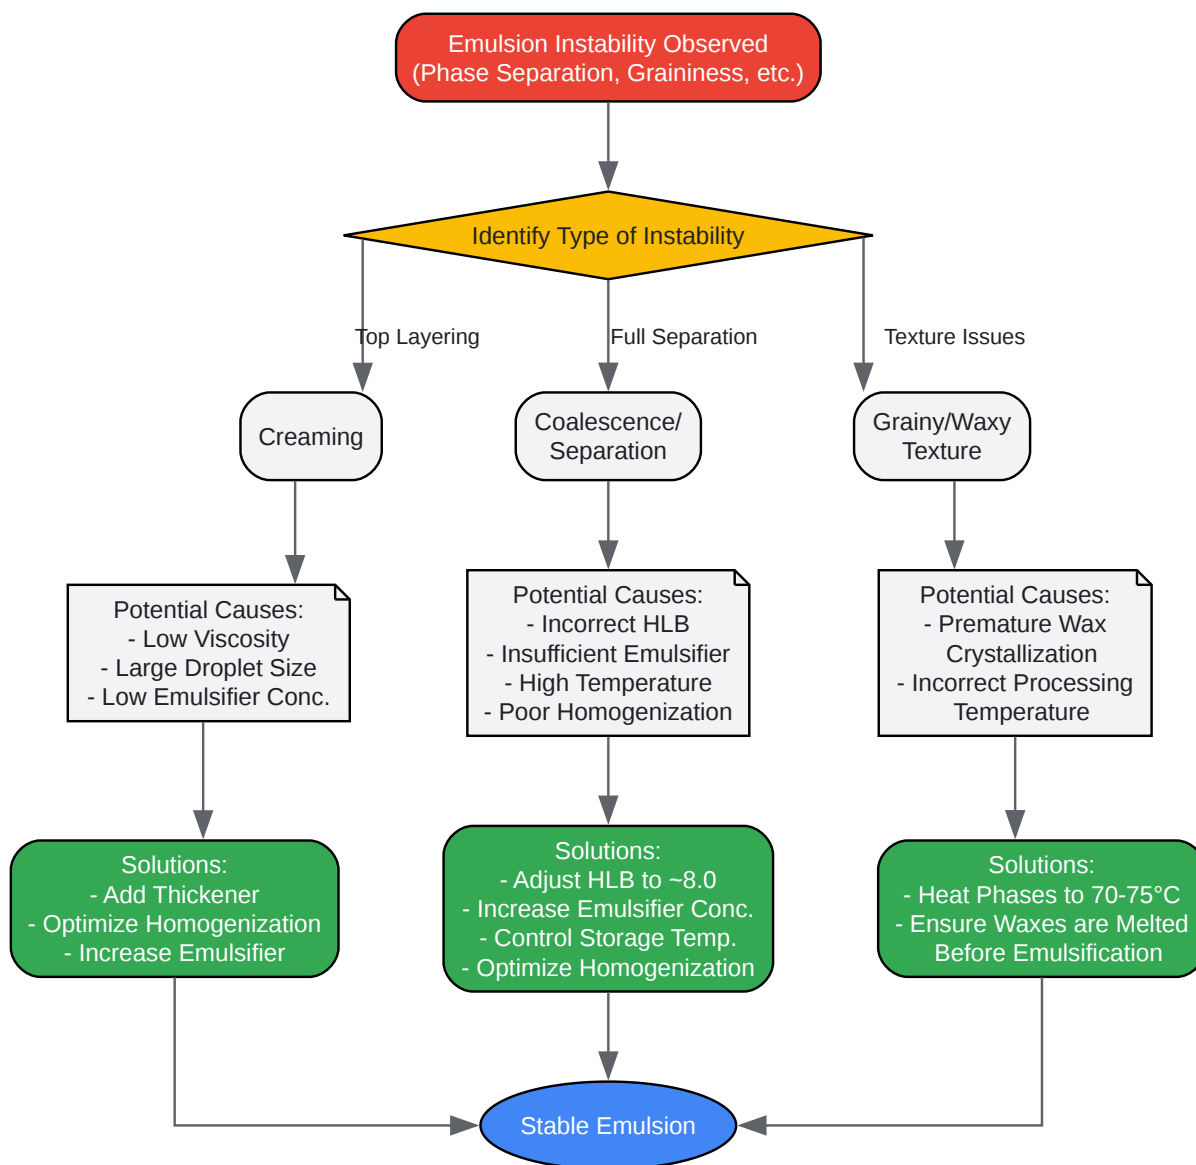 Emulsion Instability Observed
(Phase Separation, Graininess, etc.)
Identify Type of Instability
Top Layering
Full Separation
Texture Issues
Creaming
Coalescence/
Separation
Grainy/Waxy
Texture
Potential Causes:
- Low Viscosity
- Large Droplet Size
- Low Emulsifier Conc.
Potential Causes:
- Incorrect HLB
- Insufficient Emulsifier
- High Temperature
- Poor Homogenization
Potential Causes:
- Premature Wax
Crystallization
- Incorrect Processing
Temperature
Solutions:
- Add Thickener
- Optimize Homogenization
- Increase Emulsifier
Solutions:
- Adjust HLB to ~8.0
- Increase Emulsifier Conc.
- Control Storage Temp.
- Optimize Homogenization
Solutions:
- Heat Phases to 70-75°C
- Ensure Waxes are Melted
Before Emulsification
Stable Emulsion